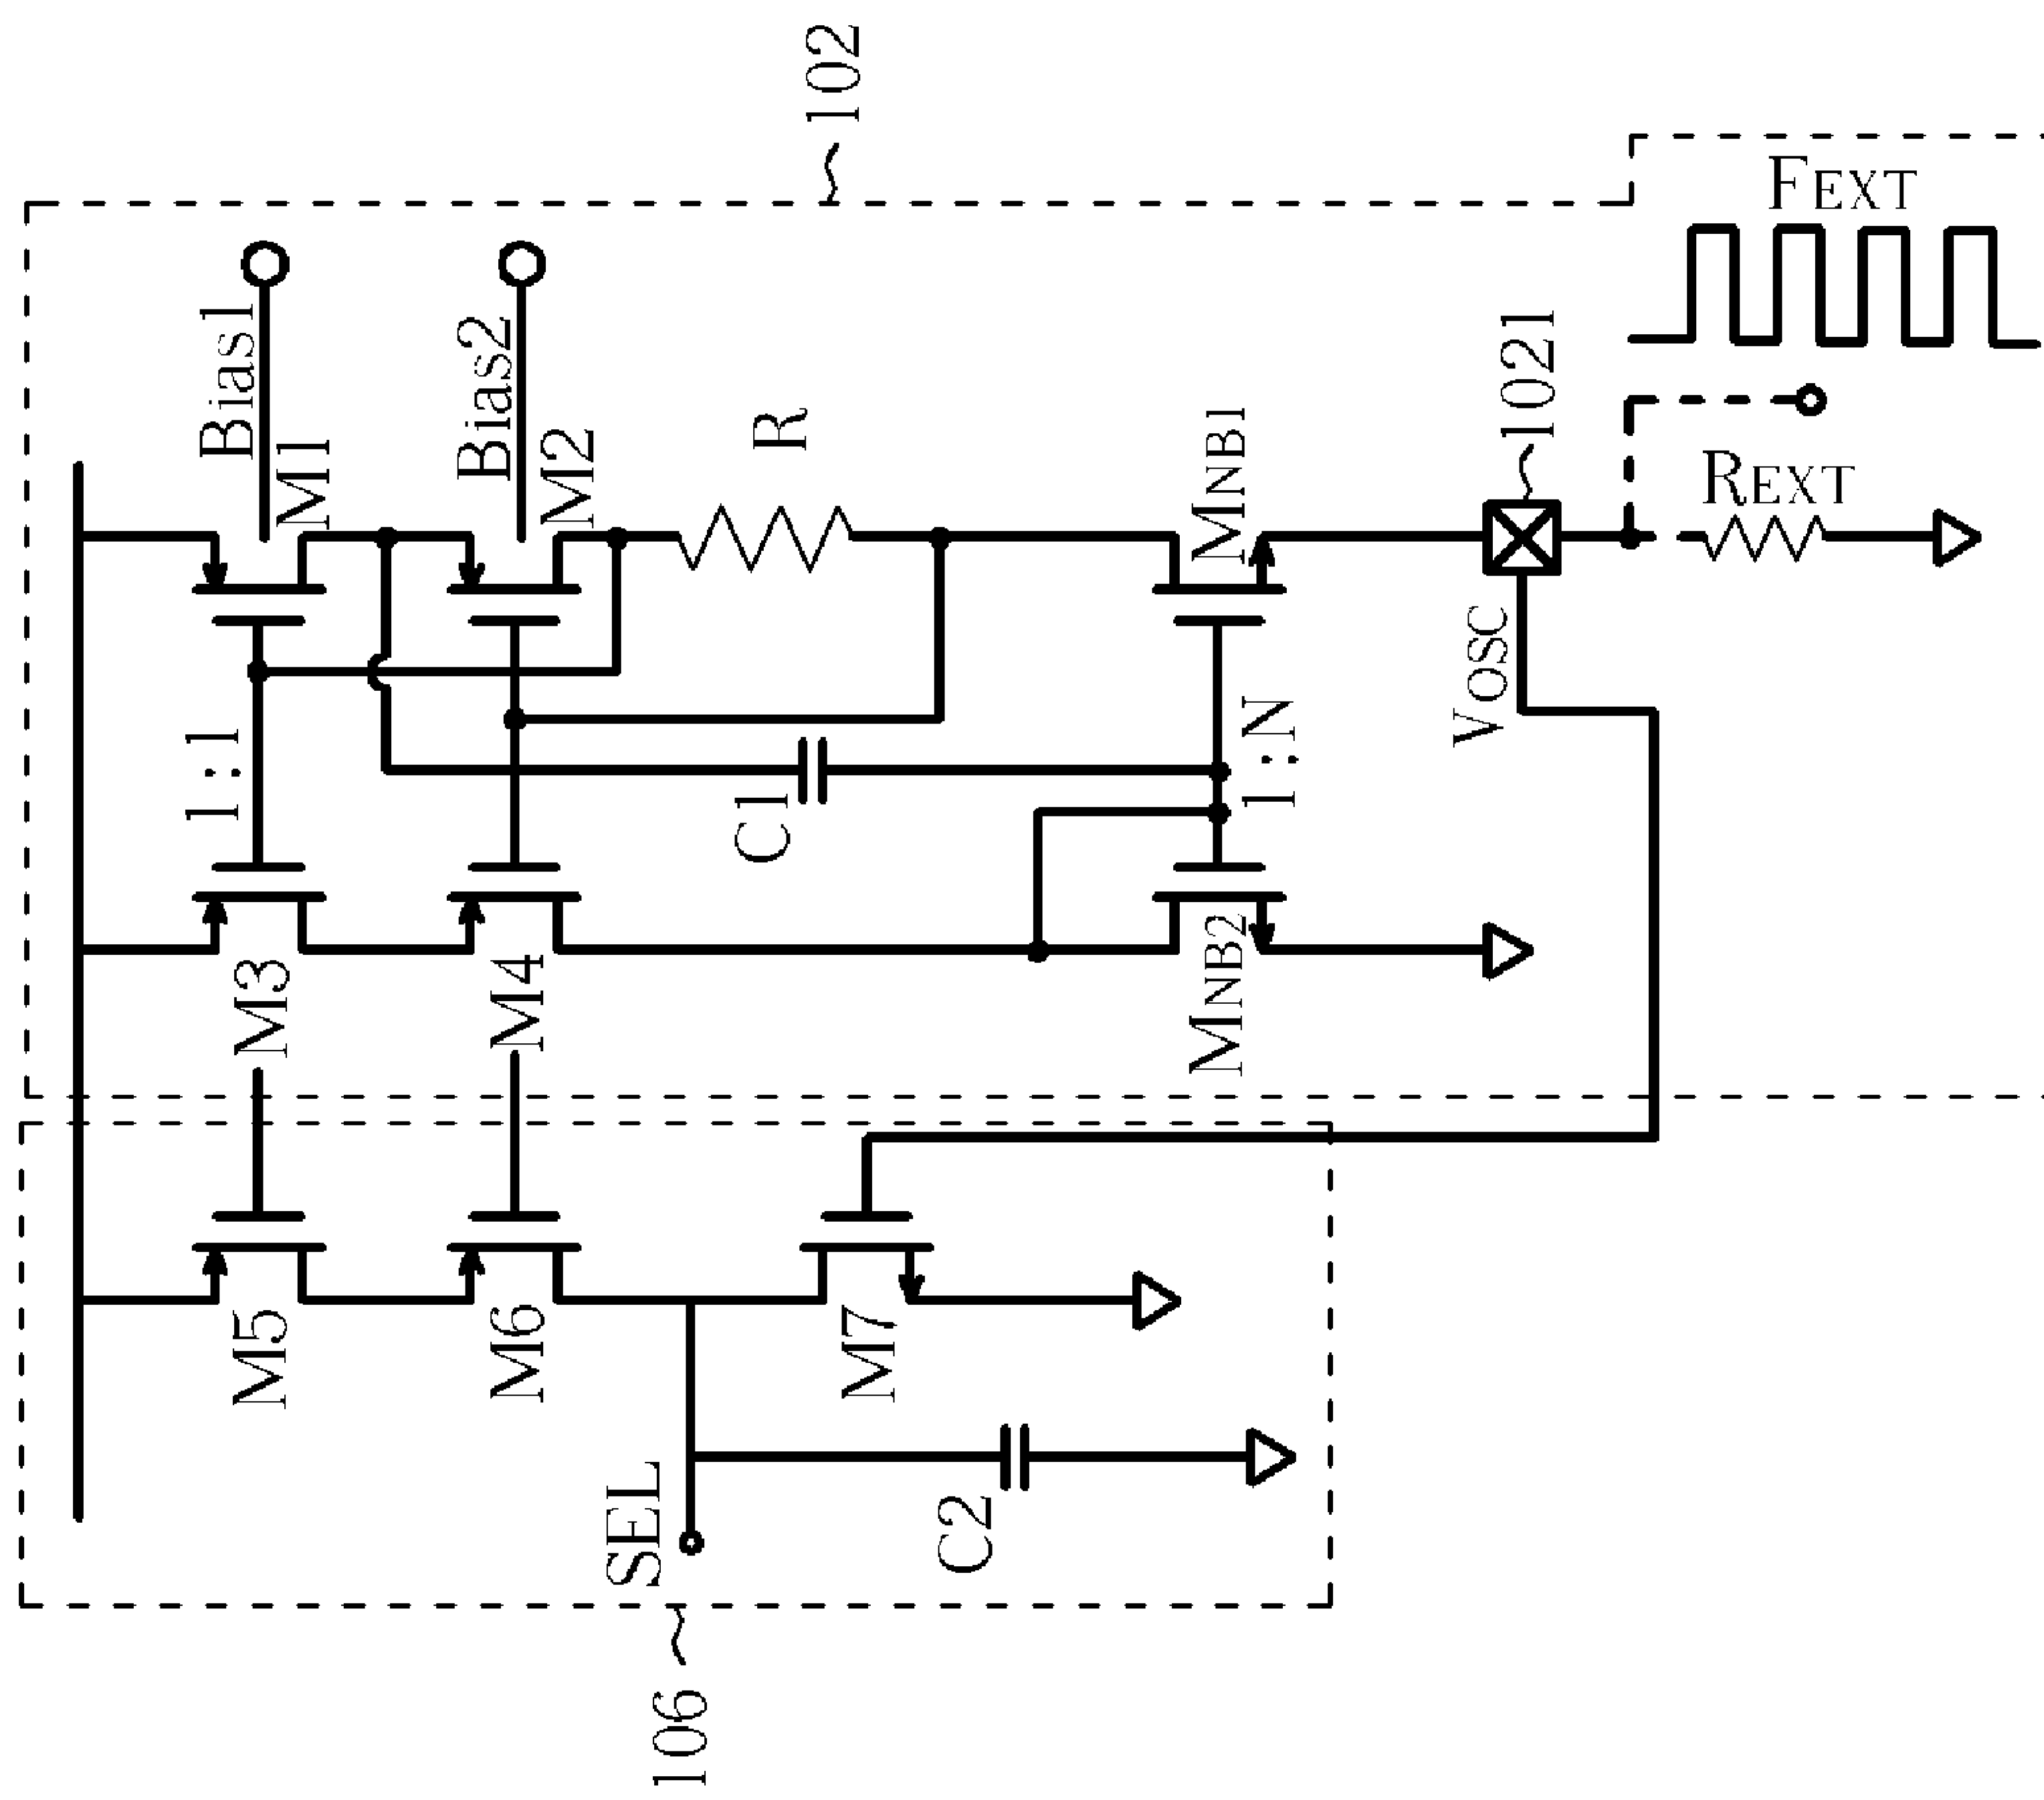 102
Bias1
M1
Bias2
M2
R
MNB1
1021
FEXT
REXT
VOSC
1:1
C1
1:N
M3
M4
MNB2
M5
M6
M7
SEL
C2
106